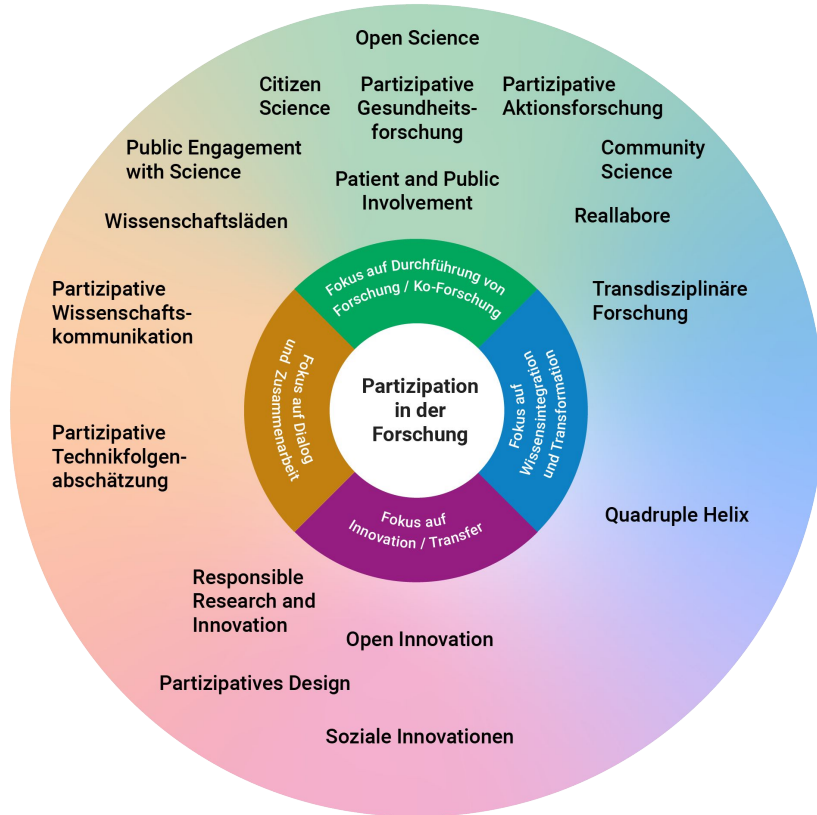 Open Science
Citizen
Science
Partizipative
Gesundheits-
forschung
Partizipative
Aktionsforschung
Public Engagement
with Science
Community
Science
Patient and Public
Involvement
Wissenschaftsläden
Reallabore
Partizipative
Wissenschafts-
kommunikation
Transdisziplinäre
Forschung
Fokus auf Durchführung von
Forschung / Ko-Forschung
Fokus auf Dialog
und Zusammenarbeit
Partizipation
in der
Forschung
Fokus auf
Wissensintegration
und Transformation
Partizipative
Technikfolgen-
abschätzung
Fokus auf
Innovation / Transfer
Quadruple Helix
Responsible
Research and
Innovation
Open Innovation
Partizipatives Design
Soziale Innovationen